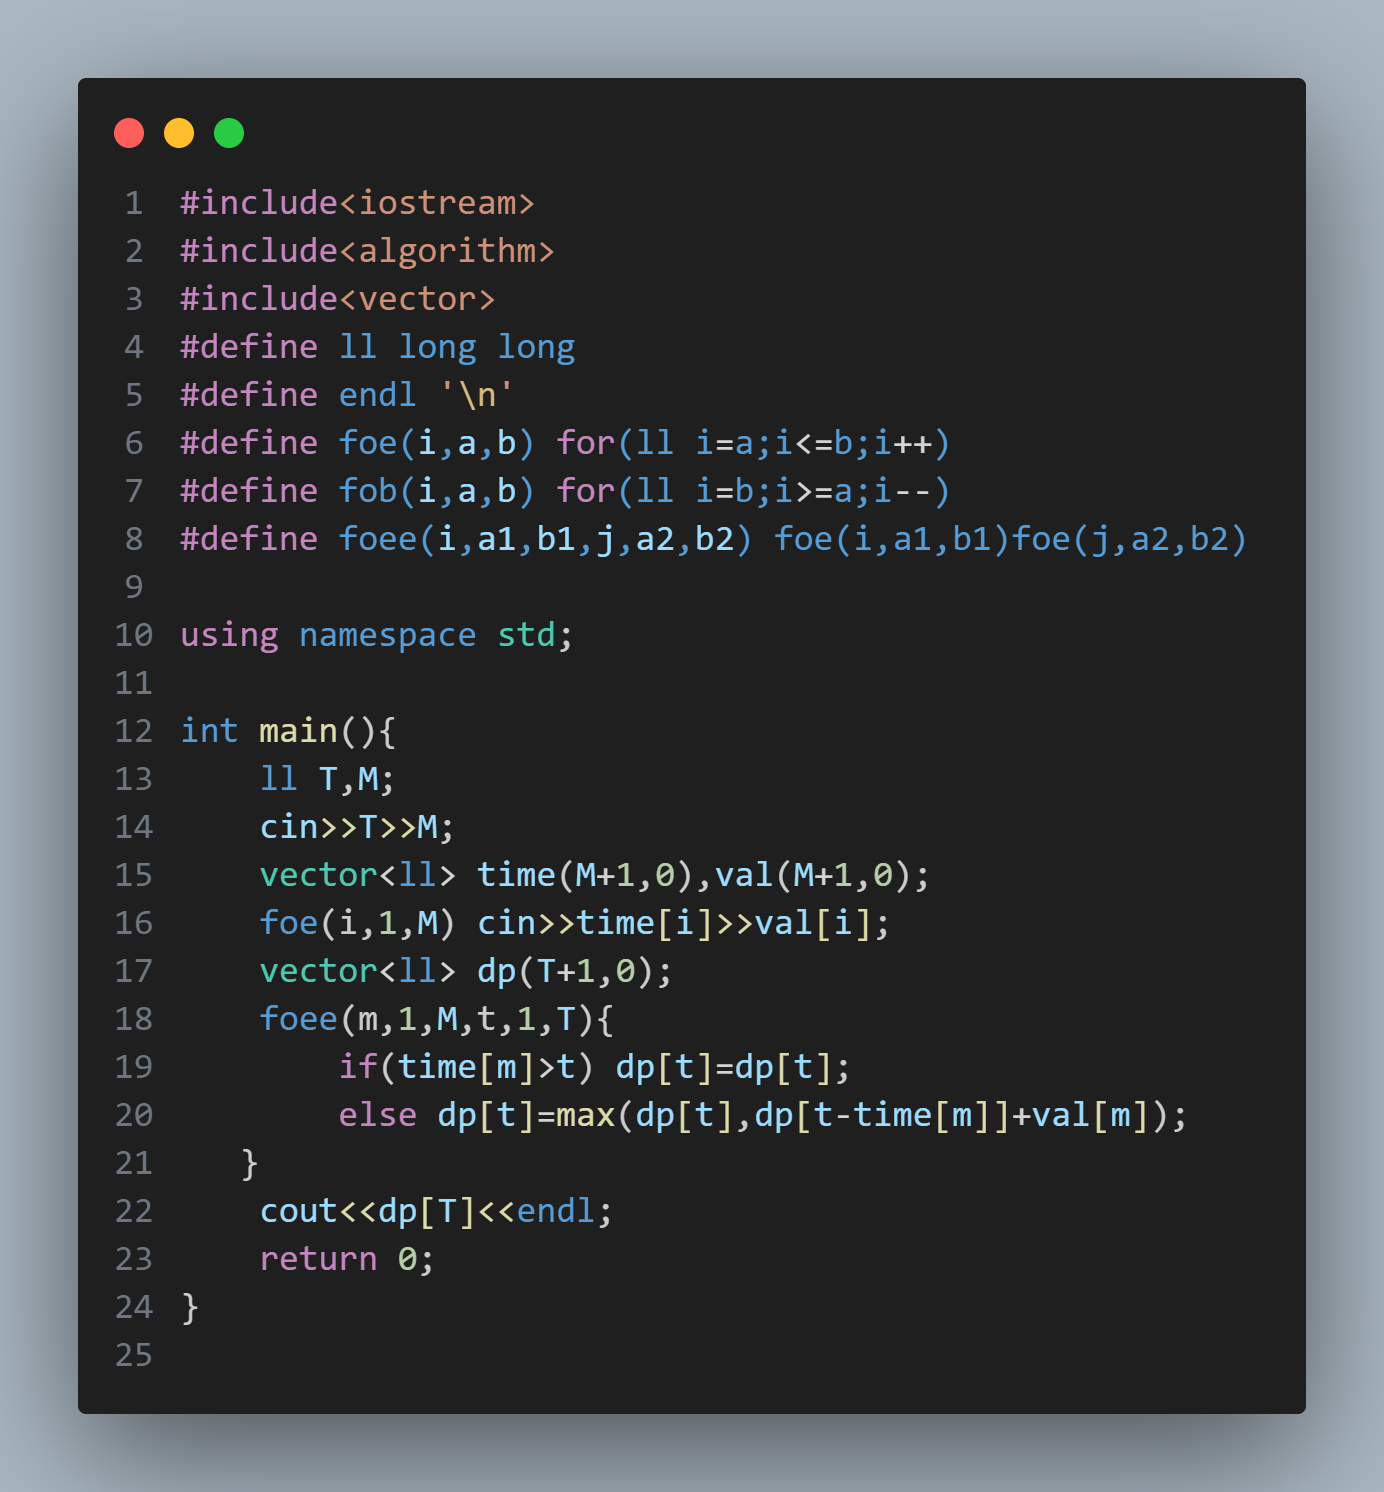 1 #include<iostream>
2 #include<algorithm>
3 #include<vector>
4 #define ll long long
5 #define endl '\n'
6 #define foe(i,a,b) for(ll i=a;i<=b;i++)
7 #define fob(i,a,b) for(ll i=b;i>=a;i--)
8 #define foee(i,a1,b1,j,a2,b2) foe(i,a1,b1)foe(j,a2,b2)
9
10 using namespace std;
11
12 int main(){
13     ll T,M;
14     cin>>T>>M;
15     vector<ll> time(M+1,0),val(M+1,0);
16     foe(i,1,M) cin>>time[i]>>val[i];
17     vector<ll> dp(T+1,0);
18     foee(m,1,M,t,1,T){
19         if(time[m]>t) dp[t]=dp[t];
20         else dp[t]=max(dp[t],dp[t-time[m]]+val[m]);
21    }
22     cout<<dp[T]<<endl;
23     return 0;
24 }
25